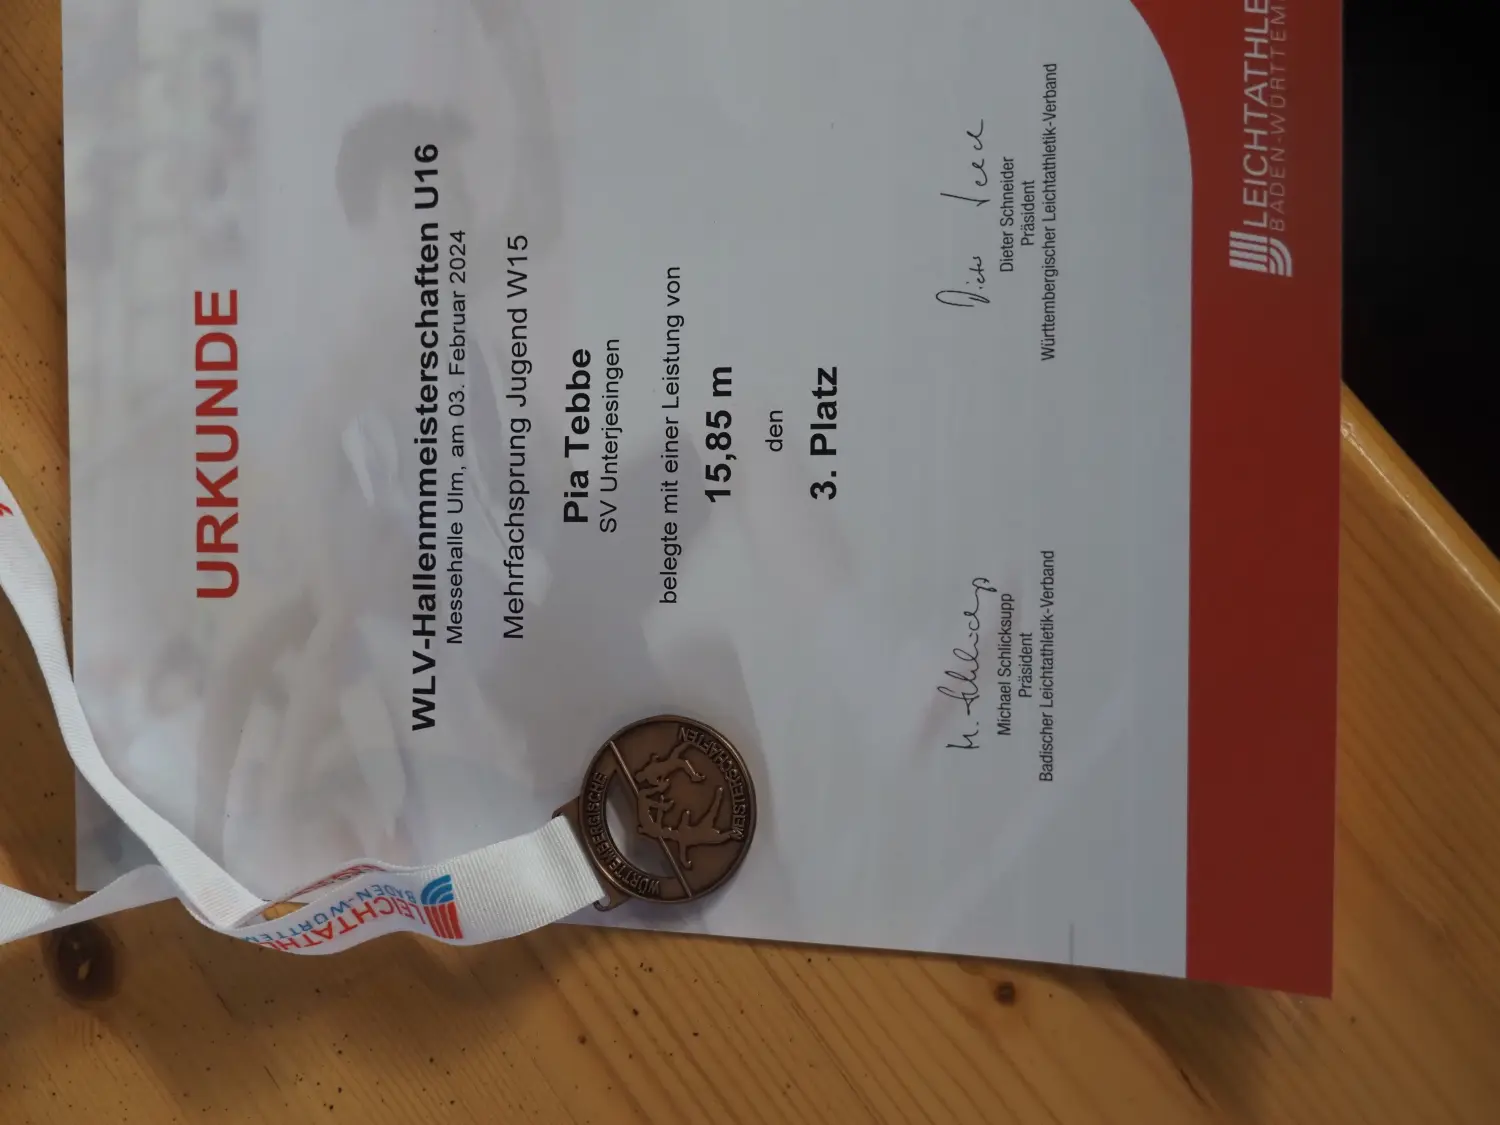 URKUNDE
WLV-Hallenmmeisterschaften U16
Messehalle Ulm, am 03. Februar 2024
Mehrfachsprung Jugend W15
Pia Tebbe
SV Unterjesingen
belegte mit einer Leistung von
15,85 m
den
3. Platz
M. Schlicksupp
Michael Schlicksupp
Präsident
Badischer Leichtathletik-Verband
Dieter Schneider
Präsident
Württembergischer Leichtathletik-Verband
LEICHTATHLE
BADEN-WÜRTTEM
WÜRTTEMBERGISCHE
MEISTERSCHAFTEN
LEICHTATHL
BADEN-WÜRTTE